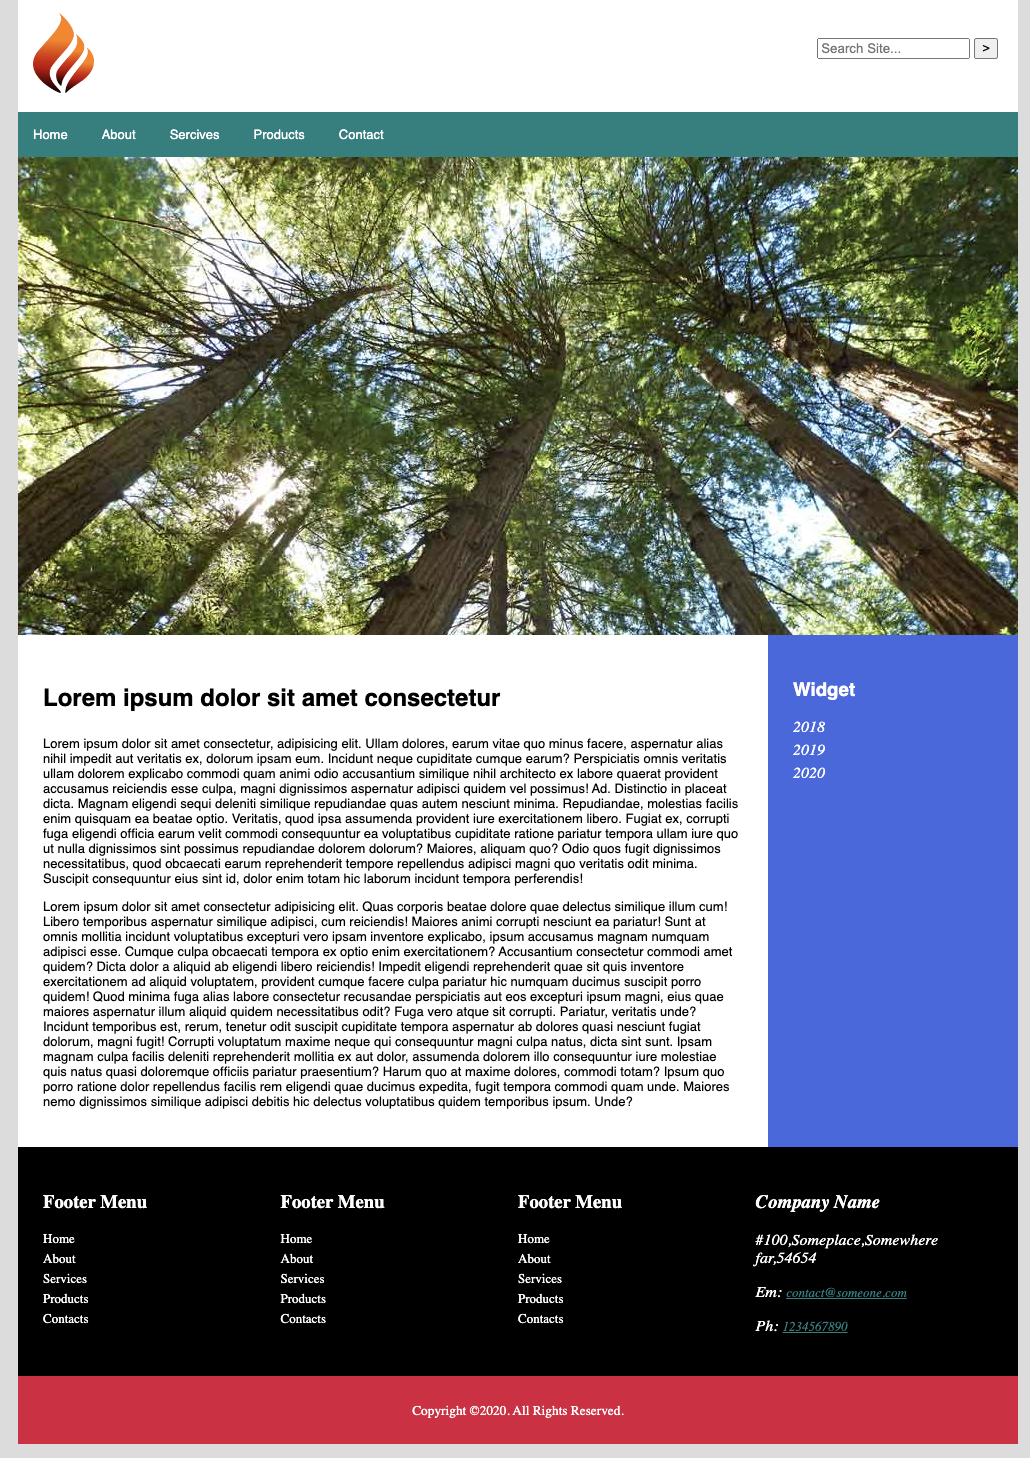 Search Site...
>
Home About Sercives Products Contact
Lorem ipsum dolor sit amet consectetur
Lorem ipsum dolor sit amet consectetur, adipisicing elit. Ullam dolores, earum vitae quo minus facere, aspernatur alias
nihil impedit aut veritatis ex, dolorum ipsam eum. Incidunt neque cupiditate cumque earum? Perspiciatis omnis veritatis
ullam dolorem explicabo commodi quam animi odio accusantium similique nihil architecto ex labore quaerat provident
accusamus reiciendis esse culpa, magni dignissimos aspernatur adipisci quidem vel possimus! Ad. Distinctio in placeat
dicta. Magnam eligendi sequi deleniti similique repudiandae quas autem nesciunt minima. Repudiandae, molestias facilis
enim quisquam ea beatae optio. Veritatis, quod ipsa assumenda provident iure exercitationem libero. Fugiat ex, corrupti
fuga eligendi officia earum velit commodi consequuntur ea voluptatibus cupiditate ratione pariatur tempora ullam iure quo
ut nulla dignissimos sint possimus repudiandae dolorem dolorum? Maiores, aliquam quo? Odio quos fugit dignissimos
necessitatibus, quod obcaecati earum reprehenderit tempore repellendus adipisci magni quo veritatis odit minima.
Suscipit consequuntur eius sint id, dolor enim totam hic laborum incidunt tempora perferendis!
Lorem ipsum dolor sit amet consectetur adipisicing elit. Quas corporis beatae dolore quae delectus similique illum cum!
Libero temporibus aspernatur similique adipisci, cum reiciendis! Maiores animi corrupti nesciunt ea pariatur! Sunt at
omnis mollitia incidunt voluptatibus excepturi vero ipsam inventore explicabo, ipsum accusamus magnam numquam
adipisci esse. Cumque culpa obcaecati tempora ex optio enim exercitationem? Accusantium consectetur commodi amet
quidem? Dicta dolor a aliquid ab eligendi libero reiciendis! Impedit eligendi reprehenderit quae sit quis inventore
exercitationem ad aliquid voluptatem, provident cumque facere culpa pariatur hic numquam ducimus suscipit porro
quidem! Quod minima fuga alias labore consectetur recusandae perspiciatis aut eos excepturi ipsum magni, eius quae
maiores aspernatur illum aliquid quidem necessitatibus odit? Fuga vero atque sit corrupti. Pariatur, veritatis unde?
Incidunt temporibus est, rerum, tenetur odit suscipit cupiditate tempora aspernatur ab dolores quasi nesciunt fugiat
dolorum, magni fugit! Corrupti voluptatum maxime neque qui consequuntur magni culpa natus, dicta sint sunt. Ipsam
magnam culpa facilis deleniti reprehenderit mollitia ex aut dolor, assumenda dolorem illo consequuntur iure molestiae
quis natus quasi doloremque officiis pariatur praesentium? Harum quo at maxime dolores, commodi totam? Ipsum quo
porro ratione dolor repellendus facilis rem eligendi quae ducimus expedita, fugit tempora commodi quam unde. Maiores
nemo dignissimos similique adipisci debitis hic delectus voluptatibus quidem temporibus ipsum. Unde?
Widget
2018
2019
2020
Footer Menu
Home
About
Services
Products
Contacts
Footer Menu
Home
About
Services
Products
Contacts
Footer Menu
Home
About
Services
Products
Contacts
Company Name
#100,Someplace,Somewhere
far,54654
Em: contact@someone.com
Ph: 1234567890
Copyright ©2020. All Rights Reserved.